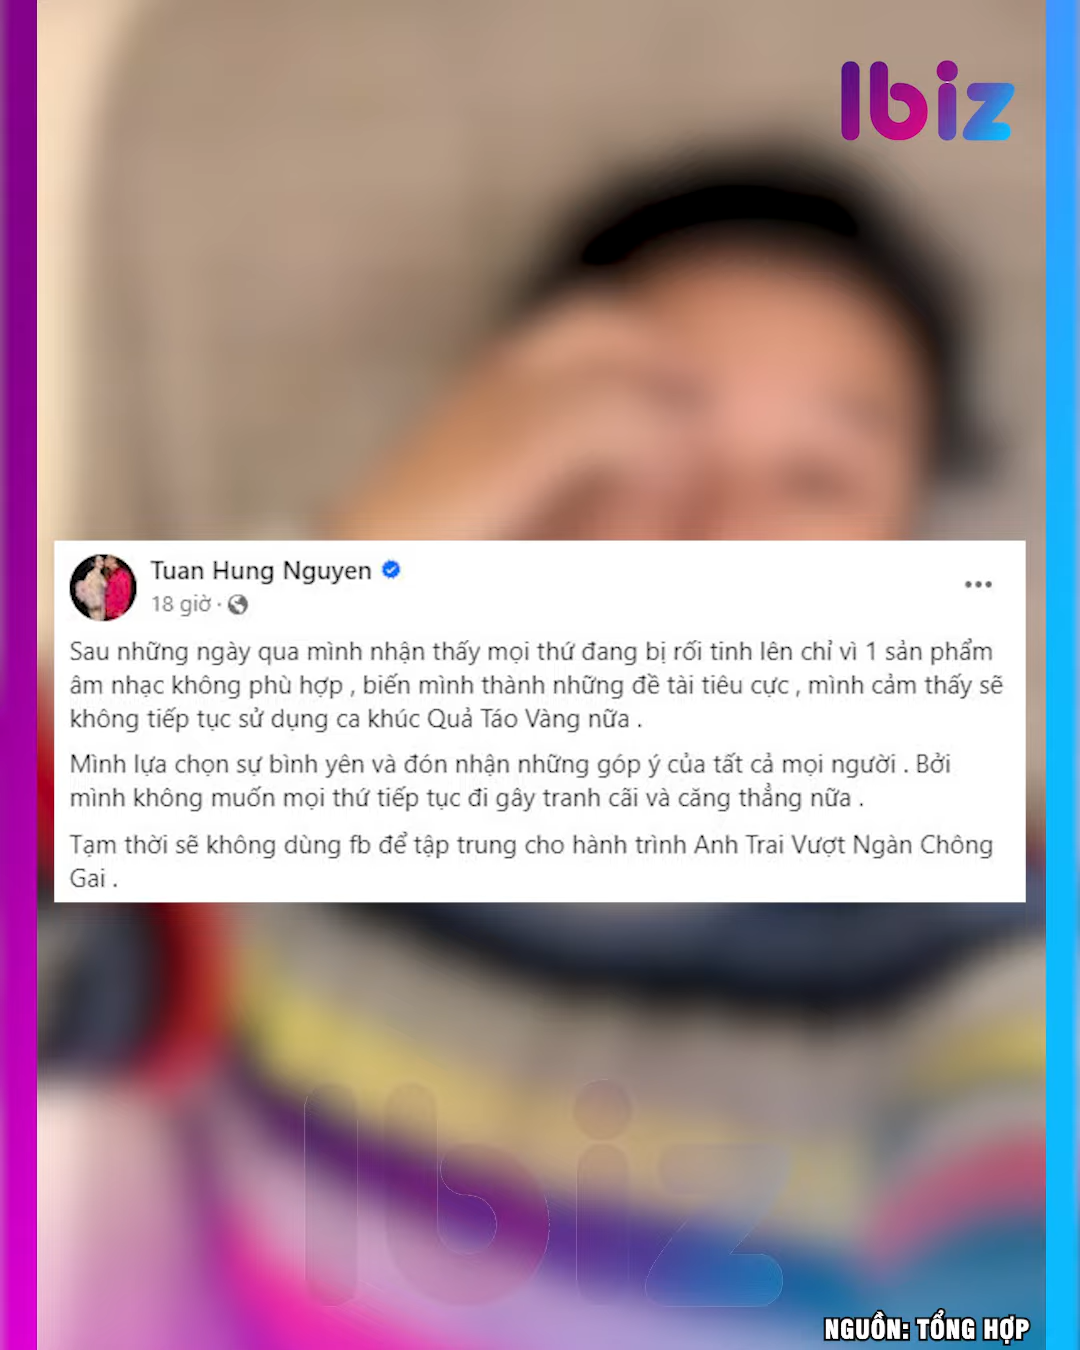 Ibiz
Tuan Hung Nguyen
18 giờ ·
Sau những ngày qua mình nhận thấy mọi thứ đang bị rối tinh lên chỉ vì 1 sản phẩm
âm nhạc không phù hợp , biến mình thành những đề tài tiêu cực , mình cảm thấy sẽ
không tiếp tục sử dụng ca khúc Quả Táo Vàng nữa .
Mình lựa chọn sự bình yên và đón nhận những góp ý của tất cả mọi người . Bởi
mình không muốn mọi thứ tiếp tục đi gây tranh cãi và căng thẳng nữa .
Tạm thời sẽ không dùng fb để tập trung cho hành trình Anh Trai Vượt Ngàn Chông
Gai .
Ibiz
NGUỒN: TỔNG HỢP